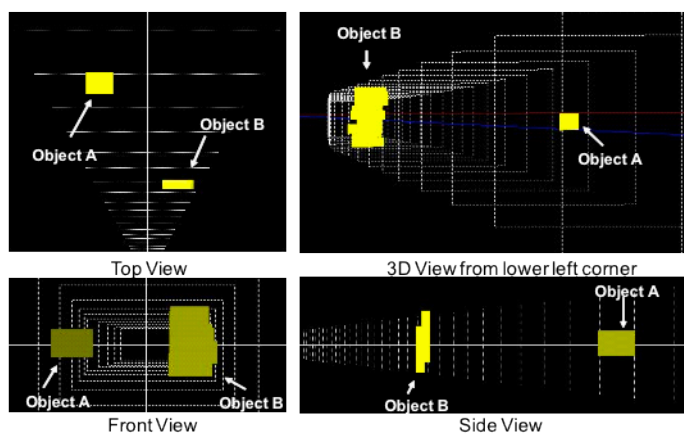 Object A
Object B
Top View
Object B
Object A
3D View from lower left corner
Object A
Object B
Front View
Object A
Object B
Side View